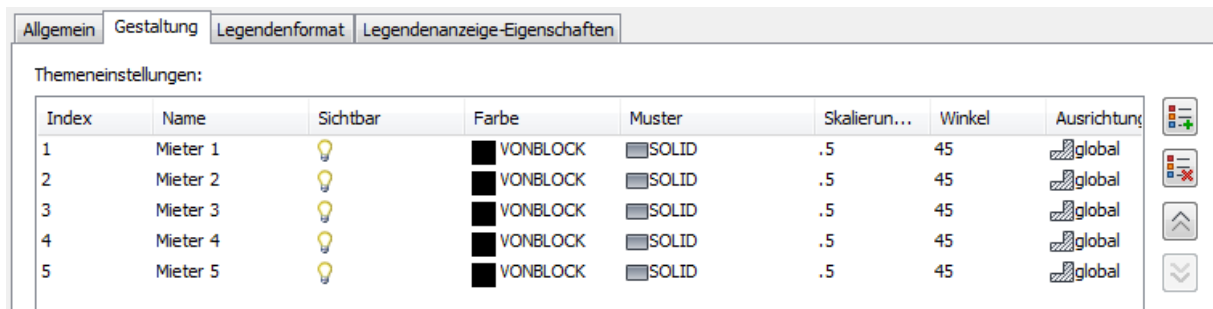 Allgemein Gestaltung Legendenformat Legendenanzeige-Eigenschaften
Themeneinstellungen:
Index Name Sichtbar Farbe Muster Skalierun... Winkel Ausrichtung
1 Mieter 1 VONBLOCK SOLID .5 45 global
2 Mieter 2 VONBLOCK SOLID .5 45 global
3 Mieter 3 VONBLOCK SOLID .5 45 global
4 Mieter 4 VONBLOCK SOLID .5 45 global
5 Mieter 5 VONBLOCK SOLID .5 45 global